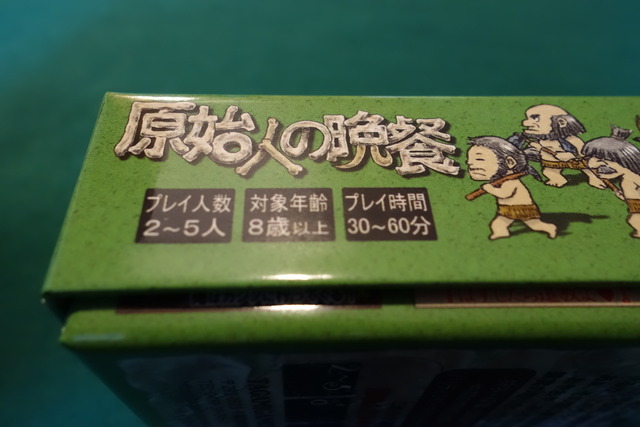 原始人の晩餐
プレイ人数 対象年齢 プレイ時間
2〜5人 8歳以上 30〜60分